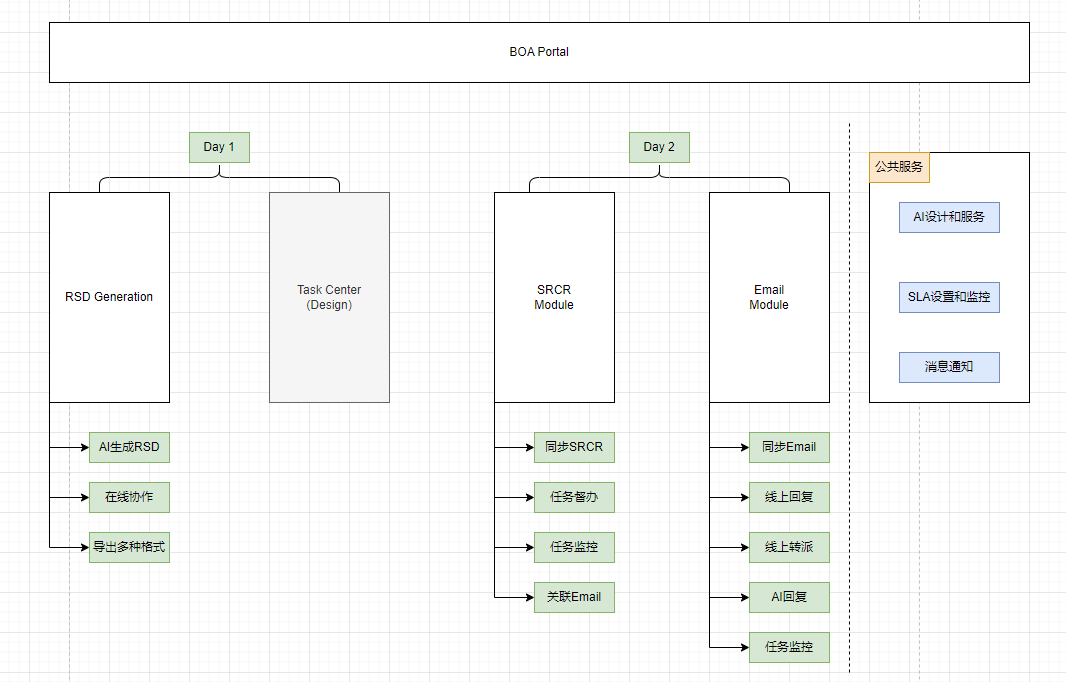 BOA Portal
Day 1
Day 2
公共服务
RSD Generation
Task Center
(Design)
SRCR
Module
Email
Module
AI设计和服务
SLA设置和监控
消息通知
AI生成RSD
在线协作
导出多种格式
同步SRCR
任务督办
任务监控
关联Email
同步Email
线上回复
线上转派
AI回复
任务监控